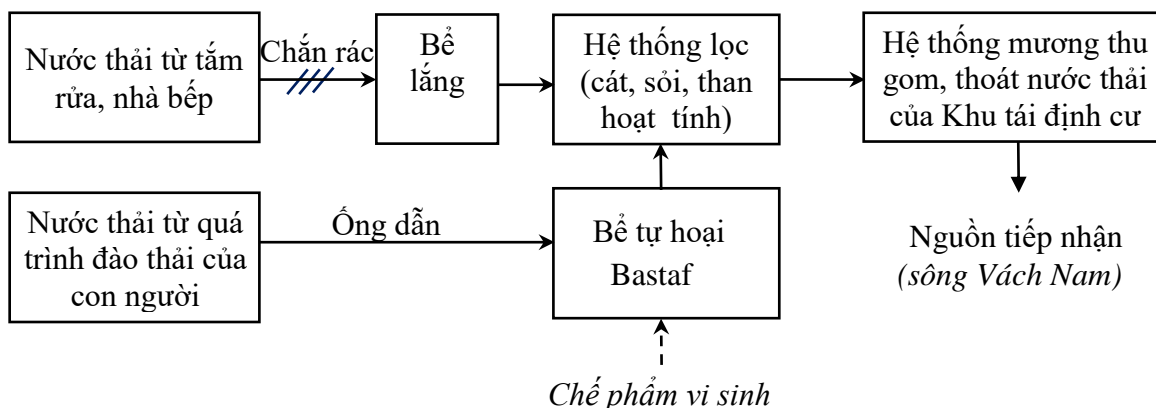 Nước thải từ tắm
rửa, nhà bếp
Chắn rác
Bể
lắng
Hệ thống lọc
(cát, sỏi, than
hoạt tính)
Hệ thống mương thu
gom, thoát nước thải
của Khu tái định cư
Nước thải từ quá
trình đào thải của
con người
Ống dẫn
Bể tự hoại
Bastaf
Nguồn tiếp nhận
(sông Vách Nam)
Chế phẩm vi sinh